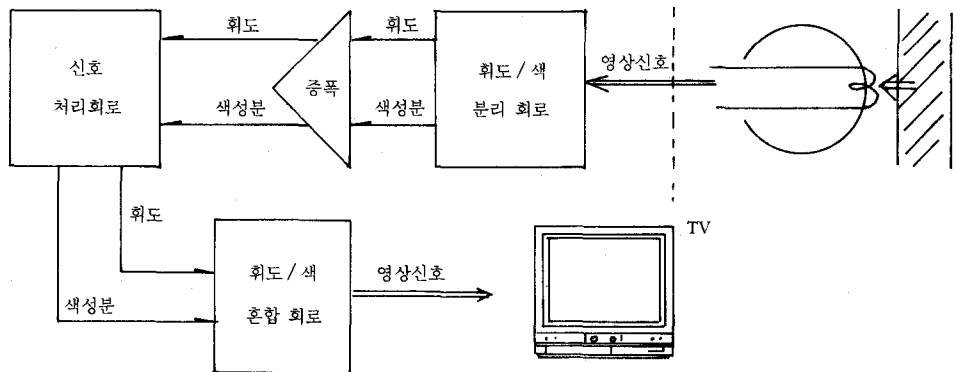 신호
처리회로
휘도
색성분
증폭
휘도
색성분
휘도/색
분리 회로
영상신호
휘도
색성분
휘도/색
혼합 회로
영상신호
TV